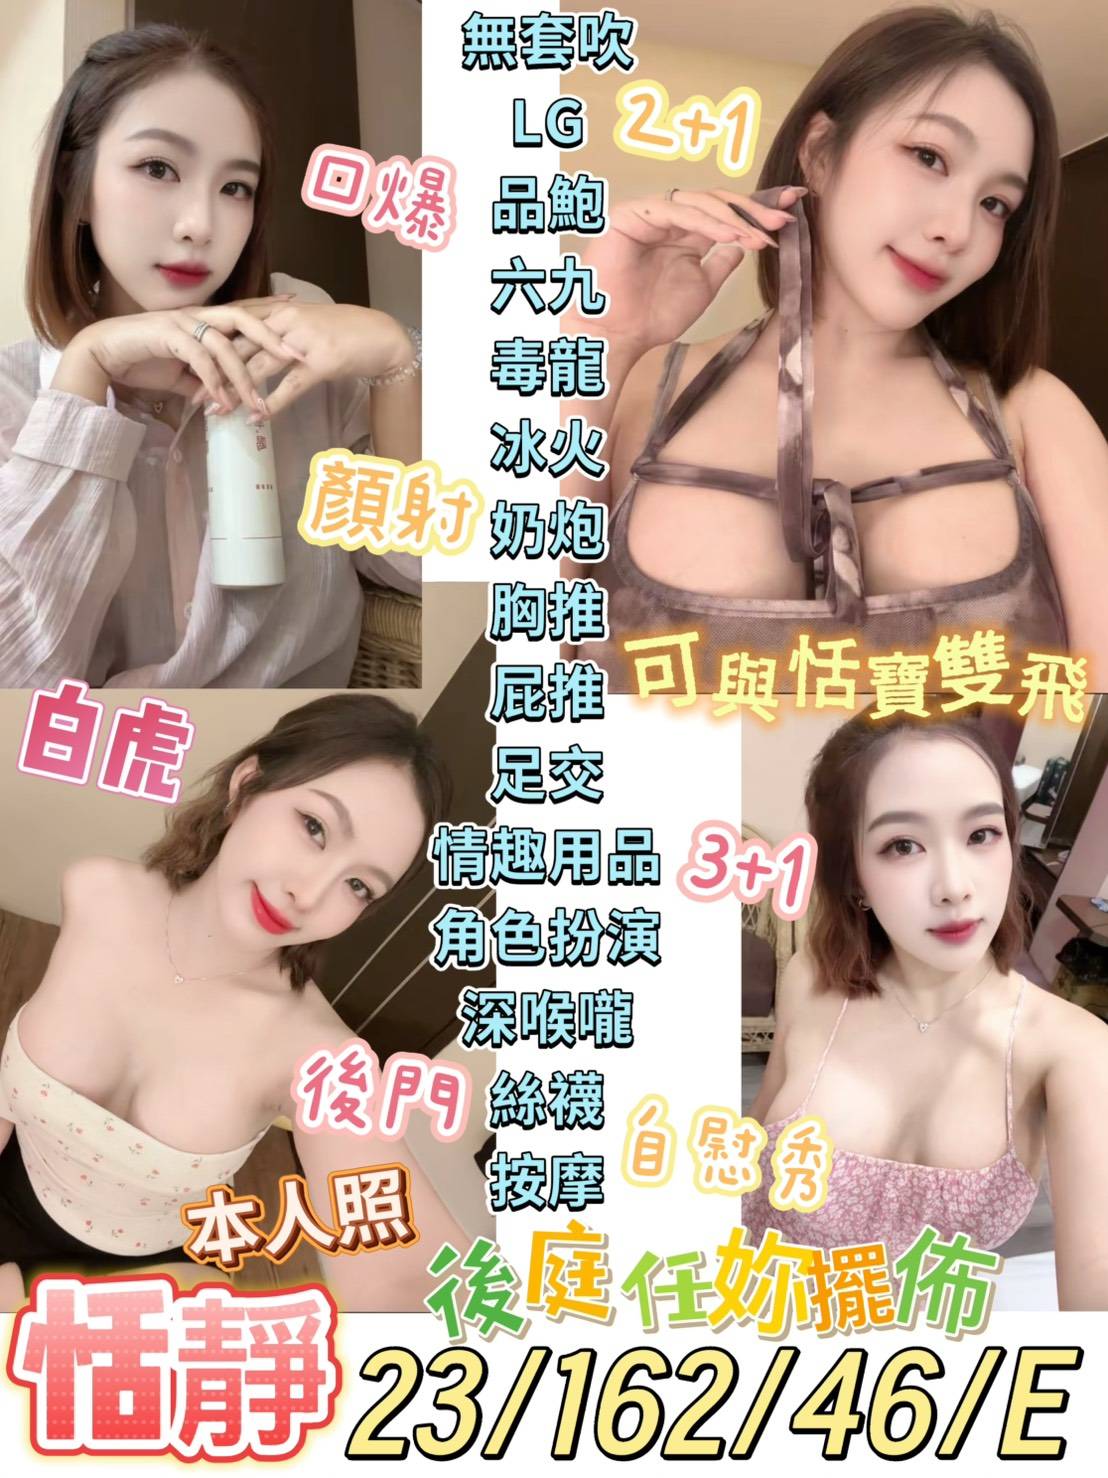 無套吹
LG
2+1
口爆
品鮑
六九
毒龍
冰火
顏射
奶炮
胸推
可與恬寶雙飛
屁推
白虎
足交
情趣用品
3+1
角色扮演
深喉嚨
後門
絲襪
自慰秀
按摩
本人照
後庭任妳擺佈
恬靜
23/162/46/E